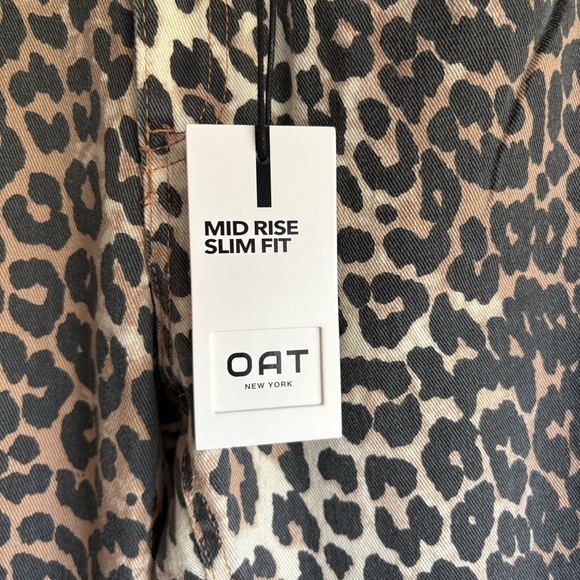 MID RISE
SLIM FIT
OAT
NEW YORK